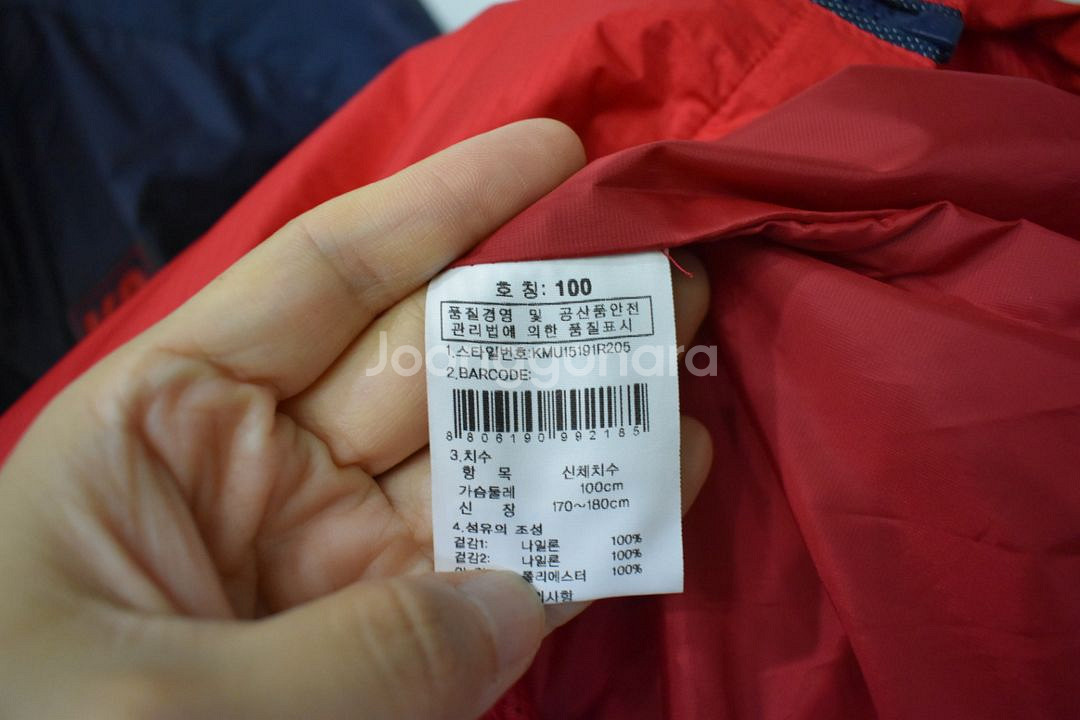 호 칭: 100
품질경영 및 공산품안전
관리법에 의한 품질표시
1.스타일번호:KMU15191R205
Joonggonara
2.BARCODE:
8806190992185
3.치수
항 목 신체치수
가슴둘레 100cm
신 장 170~180cm
4.섬유의 조성
겉감1: 나일론 100%
겉감2: 나일론 100%
폴리에스터 100%